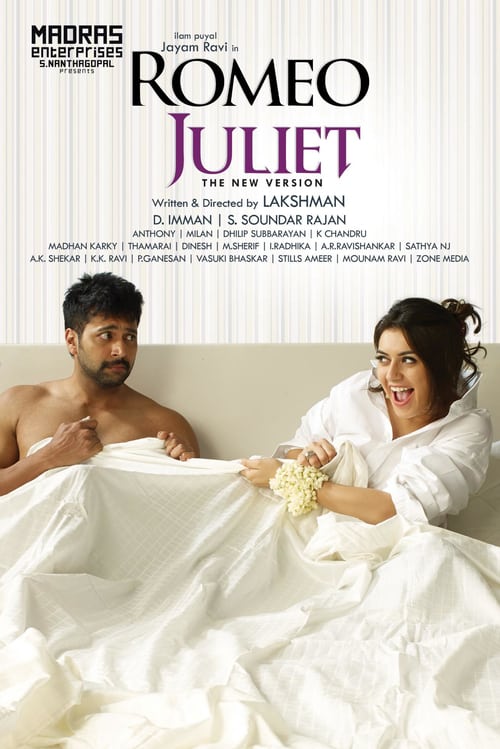 MADRAS
enterprises
S.NANTHAGOPAL
presents
ilam puyal
Jayam Ravi in
ROMEO
JULIET
THE NEW VERSION
Written & Directed by LAKSHMAN
D. IMMAN | S. SOUNDAR RAJAN
ANTHONY | MILAN | DHILIP SUBBARAYAN | K CHANDRU
MADHAN KARKY | THAMARAI | DINESH | M.SHERIF | I.RADHIKA | A.R.RAVISHANKAR | SATHYA NJ
A.K. SHEKAR | K.K. RAVI | P.GANESAN | VASUKI BHASKAR | STILLS AMEER | MOUNAM RAVI | ZONE MEDIA